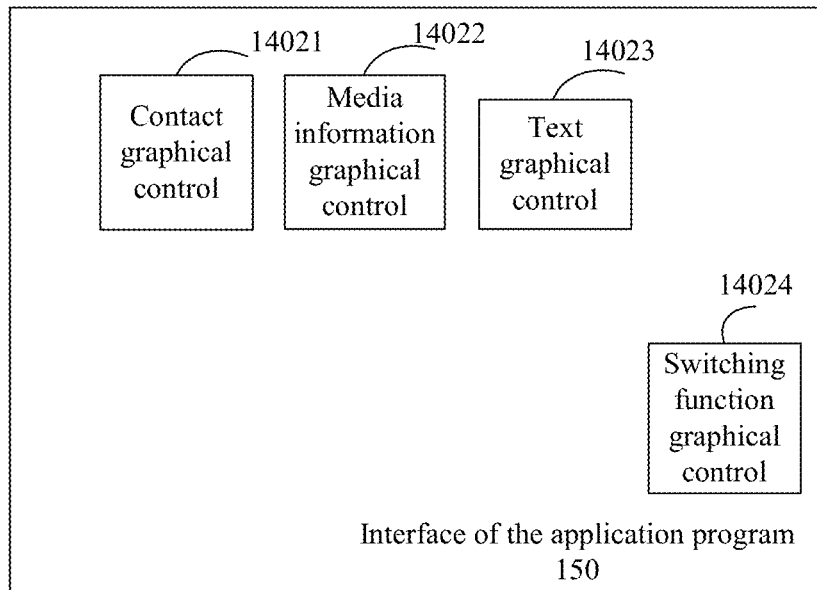 14021
14022
14023
Contact
graphical
control
Media
information
graphical
control
Text
graphical
control
14024
Switching
function
graphical
control
Interface of the application program
150